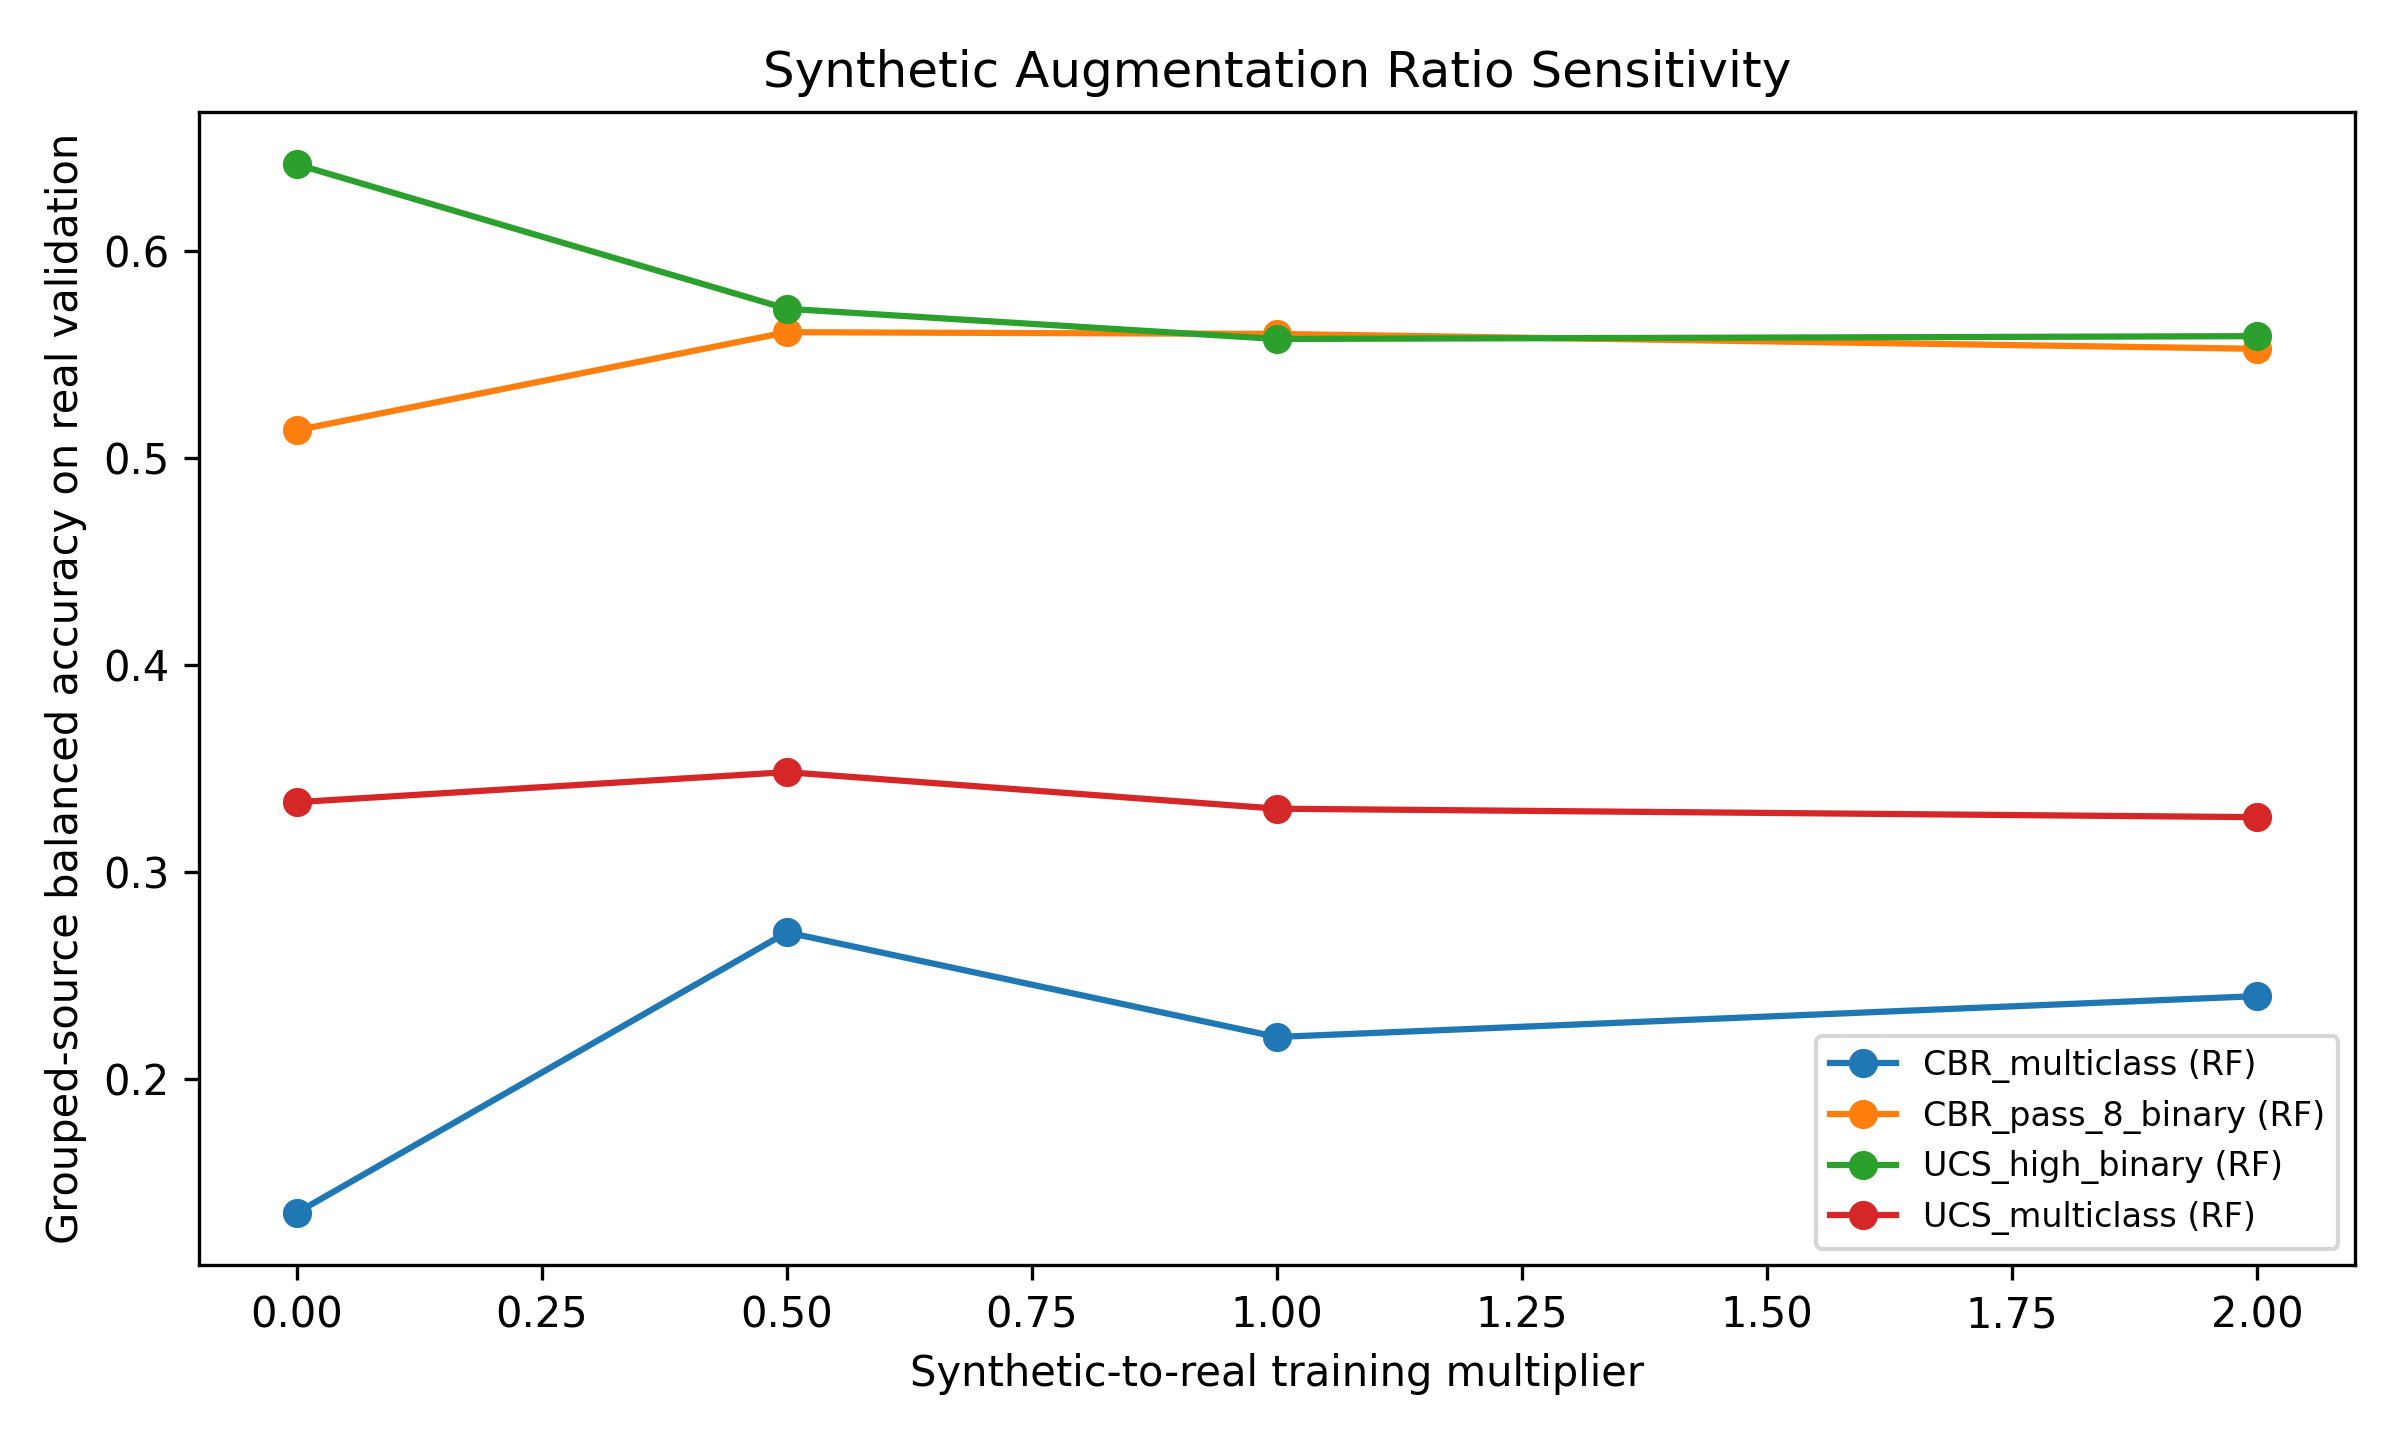 Synthetic Augmentation Ratio Sensitivity
Grouped-source balanced accuracy on real validation
0.6
0.5
0.4
0.3
0.2
CBR_multiclass (RF)
CBR_pass_8_binary (RF)
UCS_high_binary (RF)
UCS_multiclass (RF)
0.00 0.25 0.50 0.75 1.00 1.25 1.50 1.75 2.00
Synthetic-to-real training multiplier